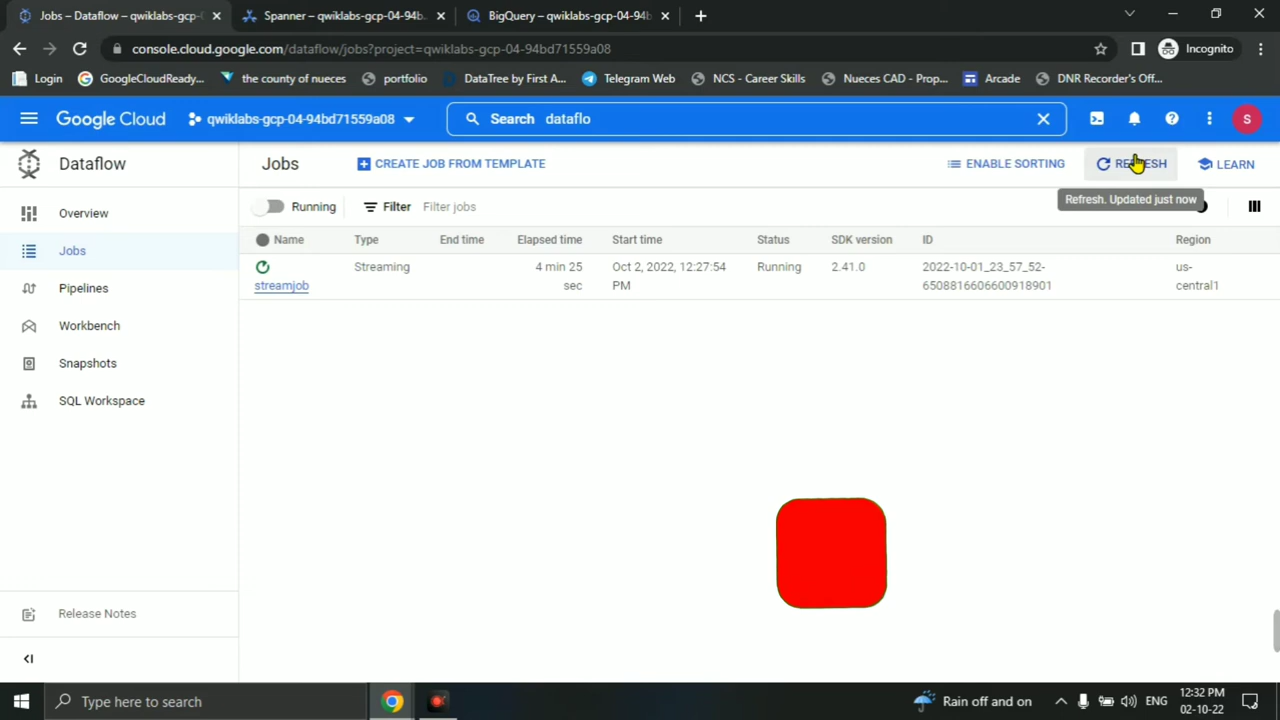 Jobs – Dataflow – qwiklabs-gcp-
Spanner – qwiklabs-gcp-04-94b
BigQuery – qwiklabs-gcp-04-94b
console.cloud.google.com/dataflow/jobs?project=qwiklabs-gcp-04-94bd71559a08
Incognito
Login
GoogleCloudReady...
the county of nueces
portfolio
DataTree by First A...
Telegram Web
NCS - Career Skills
Nueces CAD - Prop...
Arcade
DNR Recorder's Off...
Google Cloud
qwiklabs-gcp-04-94bd71559a08
Search dataflo
S
Dataflow
Jobs
CREATE JOB FROM TEMPLATE
ENABLE SORTING
REFRESH
LEARN
Refresh. Updated just now
Overview
Jobs
Pipelines
Workbench
Snapshots
SQL Workspace
Release Notes
Running
Filter Filter jobs
Name Type End time Elapsed time Start time Status SDK version ID Region
streamjob Streaming 4 min 25 sec Oct 2, 2022, 12:27:54 PM Running 2.41.0 2022-10-01_23_57_52-6508816606600918901 us-central1
Type here to search
Rain off and on
ENG
12:32 PM
02-10-22